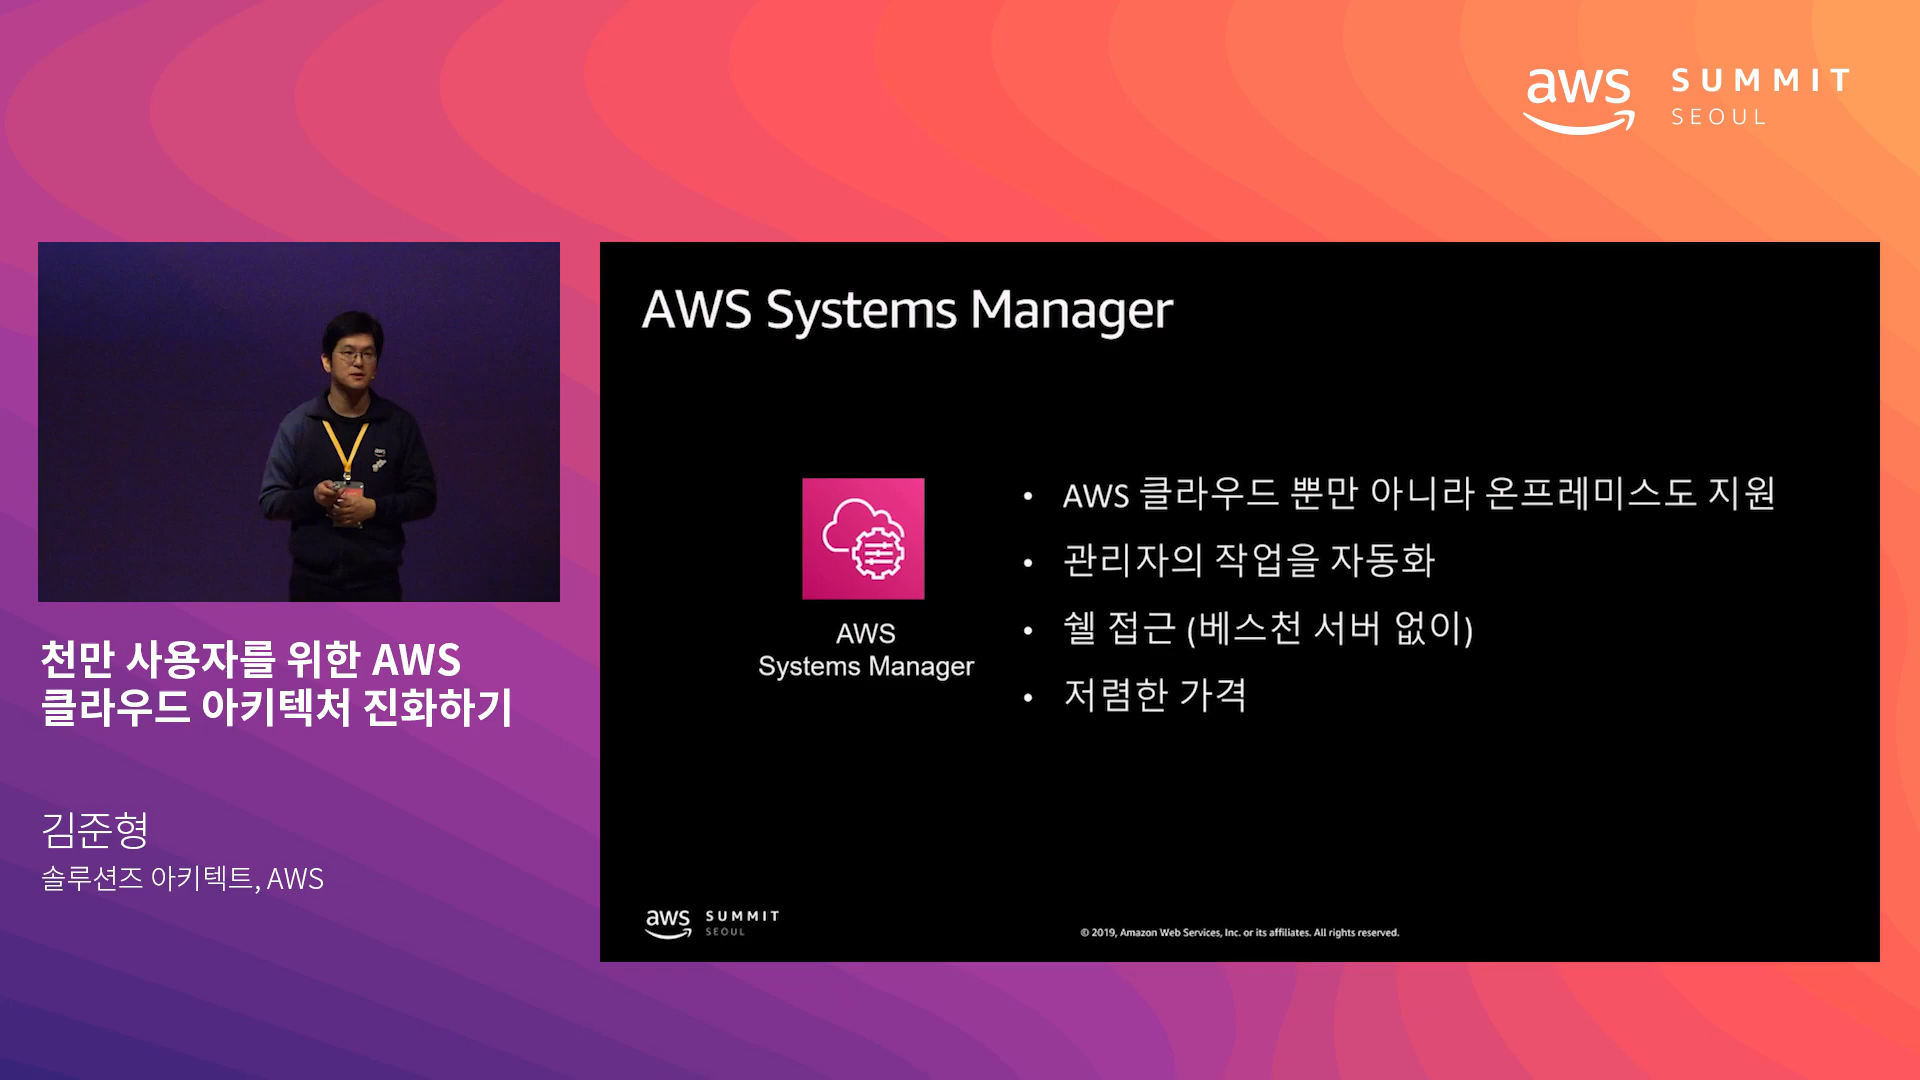 aws SUMMIT
SEOUL
AWS Systems Manager
AWS
Systems Manager
• AWS 클라우드 뿐만 아니라 온프레미스도 지원
• 관리자의 작업을 자동화
• 쉘 접근 (베스천 서버 없이)
• 저렴한 가격
aws SUMMIT
SEOUL
© 2019, Amazon Web Services, Inc. or its affiliates. All rights reserved.
aws
천만 사용자를 위한 AWS
클라우드 아키텍처 진화하기
김준형
솔루션즈 아키텍트, AWS